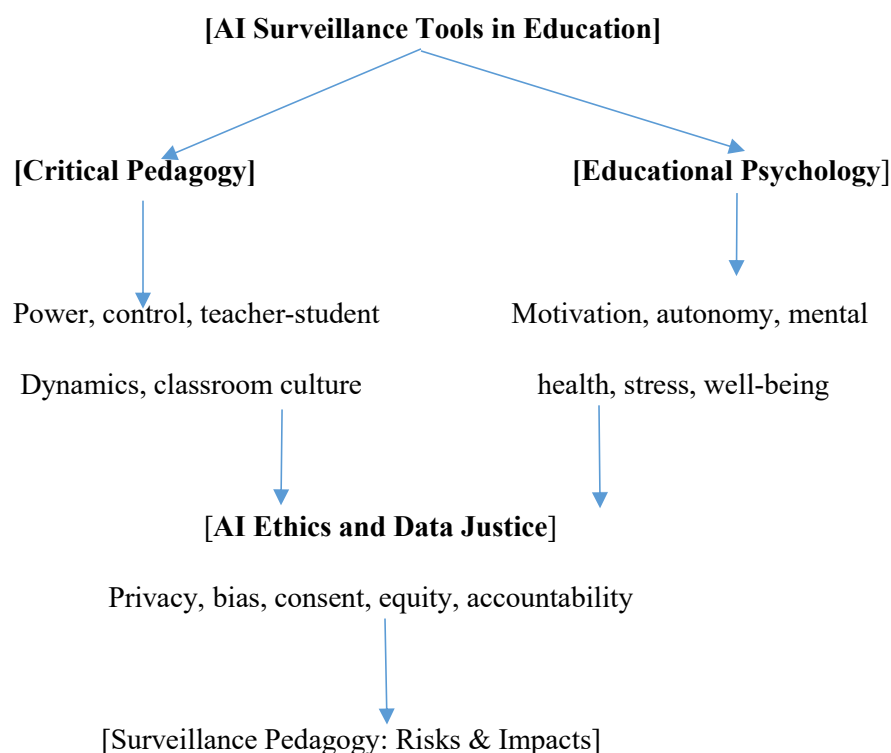 [AI Surveillance Tools in Education]
[Critical Pedagogy]
[Educational Psychology]
Power, control, teacher-student
Dynamics, classroom culture
Motivation, autonomy, mental
health, stress, well-being
[AI Ethics and Data Justice]
Privacy, bias, consent, equity, accountability
[Surveillance Pedagogy: Risks & Impacts]